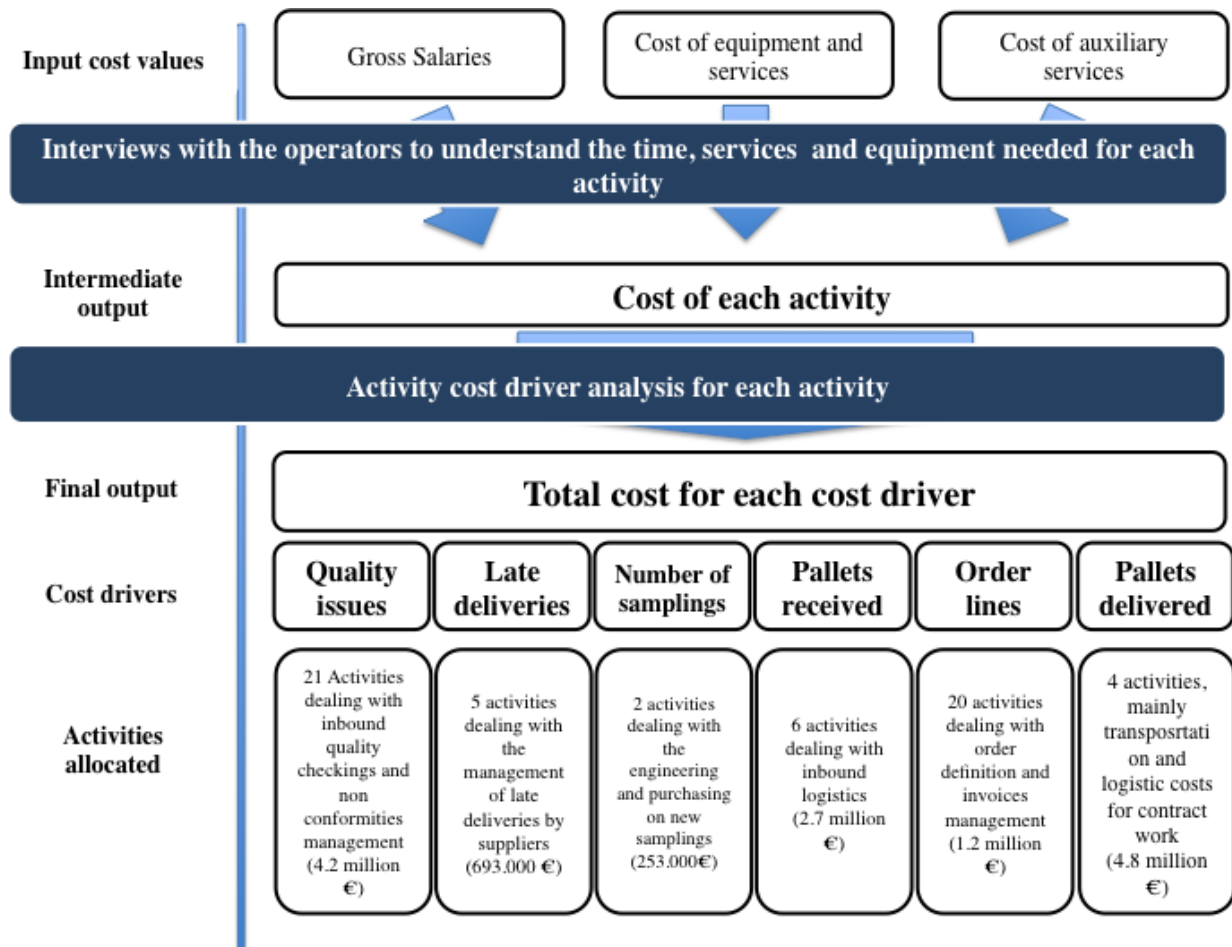 Input cost values
Gross Salaries
Cost of equipment and
services
Cost of auxiliary
services
Interviews with the operators to understand the time, services  and equipment needed for each
activity
Intermediate
output
Cost of each activity
Activity cost driver analysis for each activity
Final output
Total cost for each cost driver
Cost drivers
Quality
issues
Late
deliveries
Number of
samplings
Pallets
received
Order
lines
Pallets
delivered
Activities
allocated
21 Activities
dealing with
inbound
quality
checkings and
non
conformities
management
(4.2 million
€)
5 activities
dealing with
the
management
of late
deliveries by
suppliers
(693.000 €)
2 activities
dealing with
the
engineering
and purchasing
on new
samplings
(253.000€)
6 activities
dealing with
inbound
logistics
(2.7 million
€)
20 activities
dealing with
order
definition and
invoices
management
(1.2 million
€)
4 activities,
mainly
transposrtati
on and
logistic costs
for contract
work
(4.8 million
€)